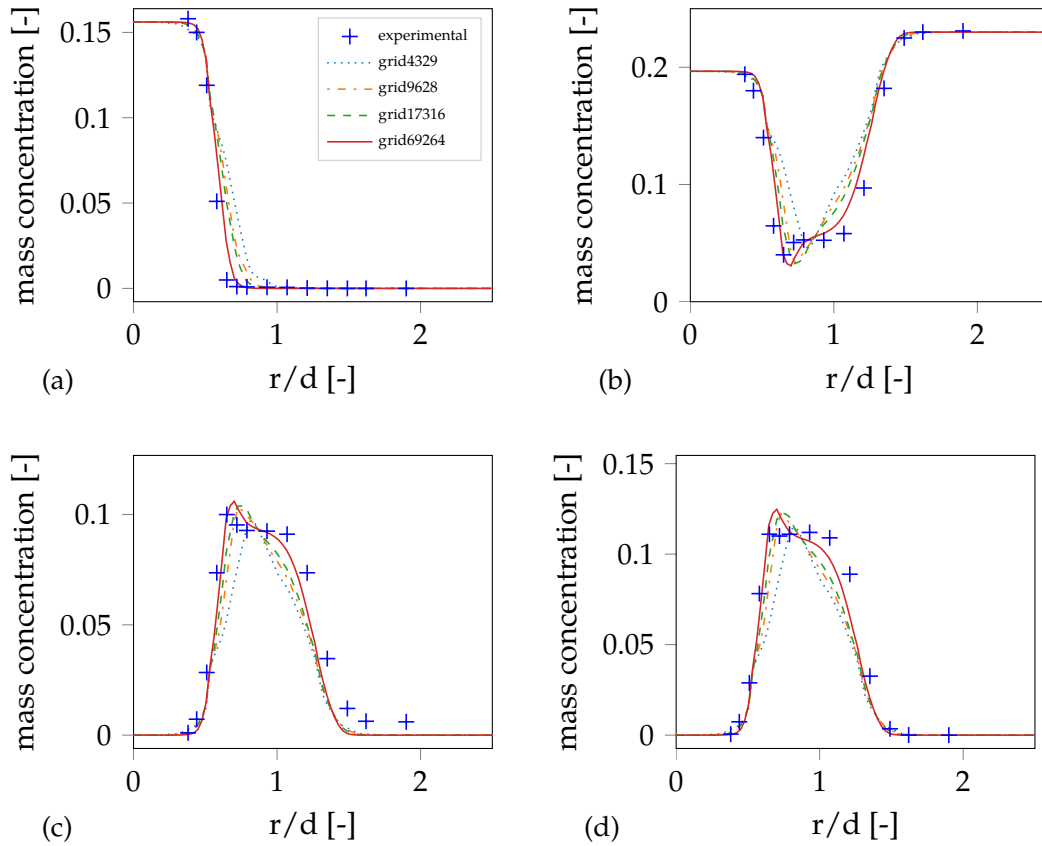 mass concentration [-]
0.15
0.1
0.05
0
0
1
2
r/d [-]
(a)
experimental
grid4329
grid9628
grid17316
grid69264
mass concentration [-]
0.2
0.1
0
0
1
2
r/d [-]
(b)
mass concentration [-]
0.1
0.05
0
0
1
2
r/d [-]
(c)
mass concentration [-]
0.15
0.1
0.05
0
0
1
2
r/d [-]
(d)